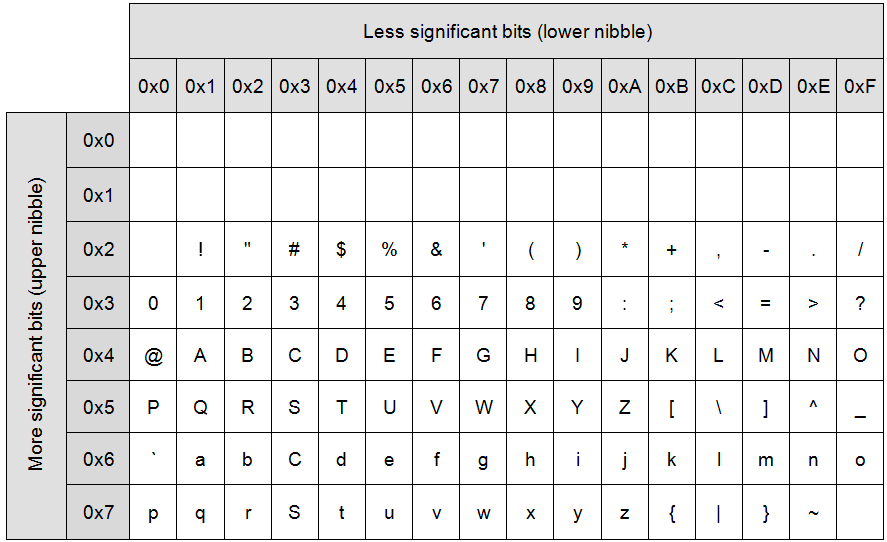 Less significant bits (lower nibble)
0x0 0x1 0x2 0x3 0x4 0x5 0x6 0x7 0x8 0x9 0xA 0xB 0xC 0xD 0xE 0xF
More significant bits (upper nibble)
0x0
0x1
0x2 ! " # $ % & ' ( ) * + , - . /
0x3 0 1 2 3 4 5 6 7 8 9 : ; < = > ?
0x4 @ A B C D E F G H I J K L M N O
0x5 P Q R S T U V W X Y Z [ \ ] ^ _
0x6 ` a b C d e f g h i j k l m n o
0x7 p q r S t u v w x y z { | } ~